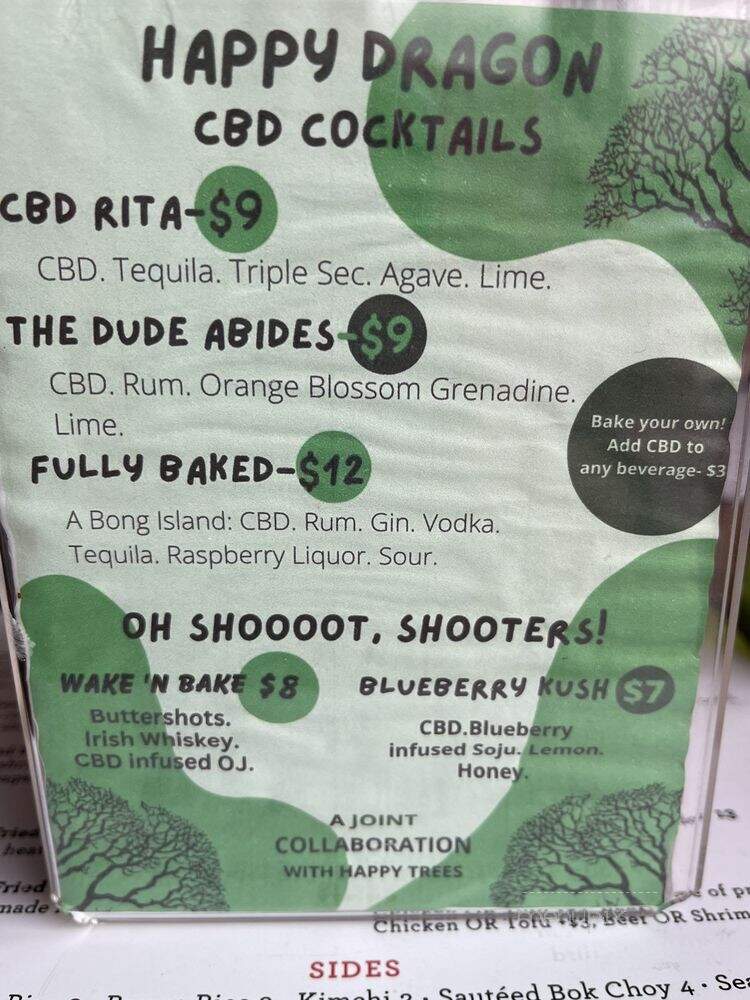 HAPPY DRAGON
CBD COCKTAILS
CBD RITA-$9
CBD. Tequila. Triple Sec. Agave. Lime.
THE DUDE ABIDES-$9
CBD. Rum. Orange Blossom Grenadine.
Lime.
Bake your own!
Add CBD to
any beverage- $3
FULLY BAKED-$12
A Bong Island: CBD. Rum. Gin. Vodka.
Tequila. Raspberry Liquor. Sour.
OH SHOOOOT, SHOOTERS!
WAKE 'N BAKE $8
Buttershots.
Irish Whiskey.
CBD infused OJ.
BLUEBERRY KUSH $7
CBD.Blueberry
infused Soju. Lemon.
Honey.
A JOINT
COLLABORATION
WITH HAPPY TREES
of
Chicken OR Tofu +$3, Beef OR Shrim
SIDES
Kimchi 2 · Sautéed Bok Choy 4 ·